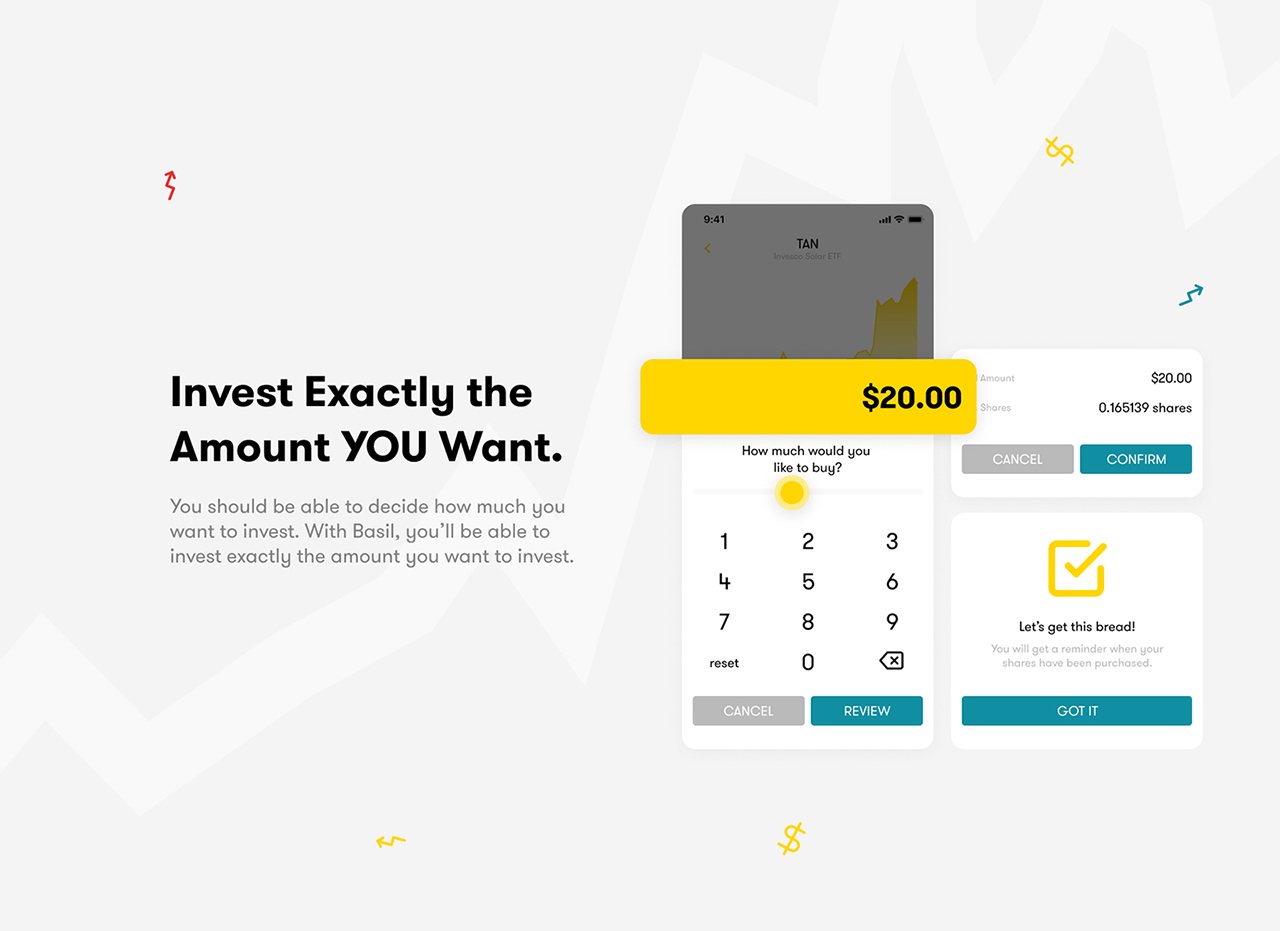 Invest Exactly the
Amount YOU Want.
You should be able to decide how much you
want to invest. With Basil, you’ll be able to
invest exactly the amount you want to invest.
9:41
TAN
Invesco Solar ETF
$20.00
How much would you
like to buy?
1 2 3
4 5 6
7 8 9
reset 0
CANCEL REVIEW
Amount $20.00
Shares 0.165139 shares
CANCEL CONFIRM
Let’s get this bread!
You will get a reminder when your
shares have been purchased.
GOT IT
$
$